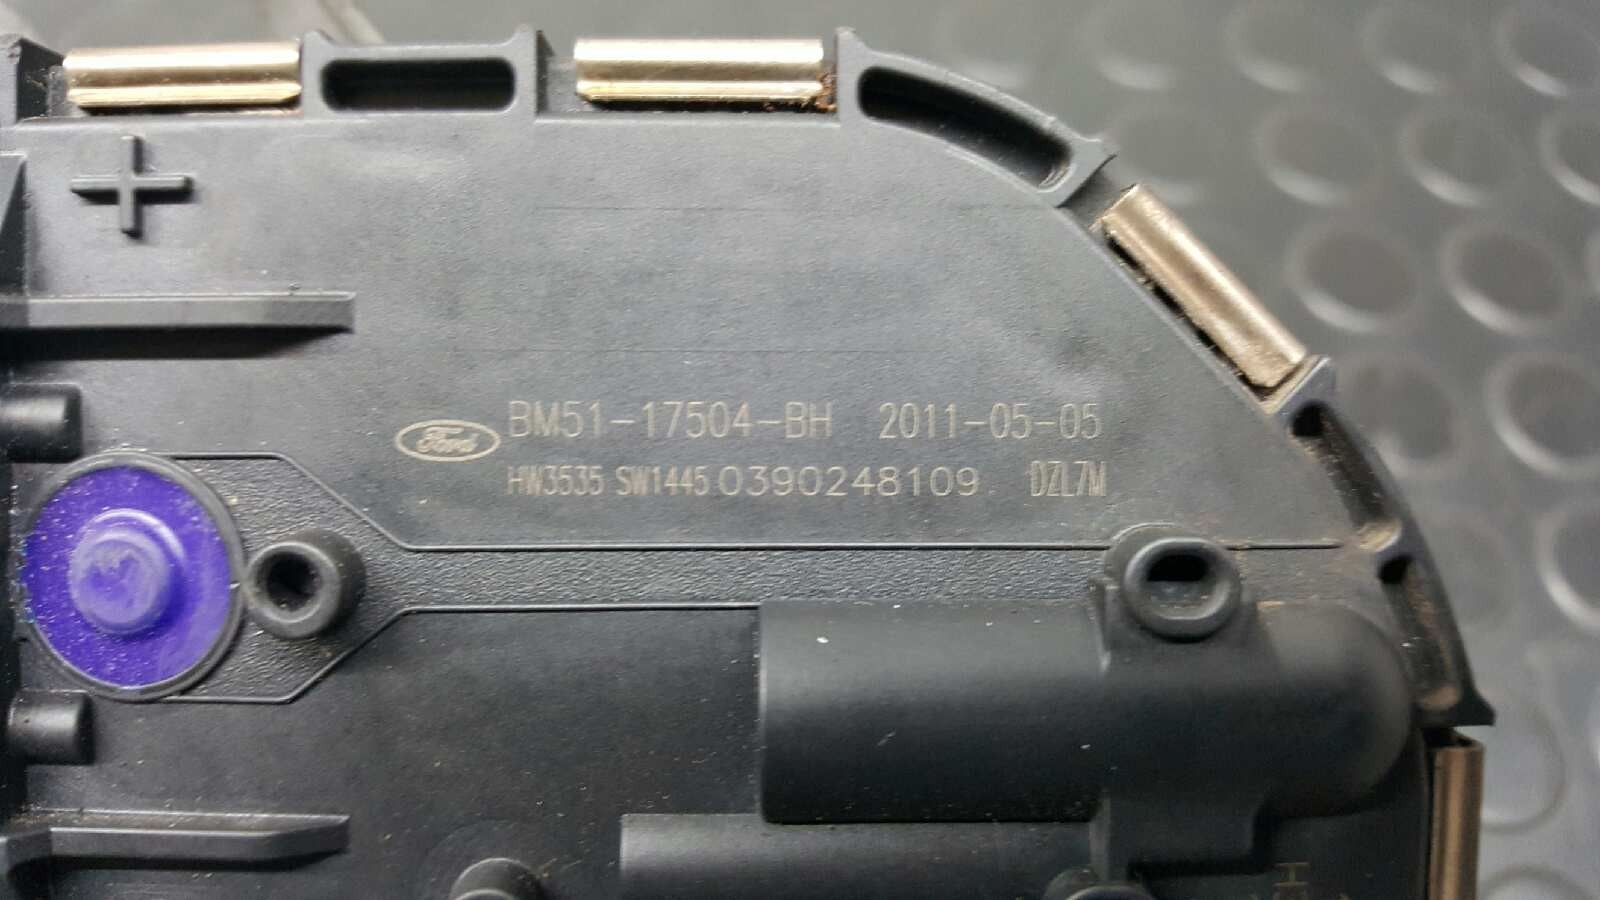 Ford BM51-17504-BH 2011-05-05
HW3535 SW1445 0390248109 DZL7M
H